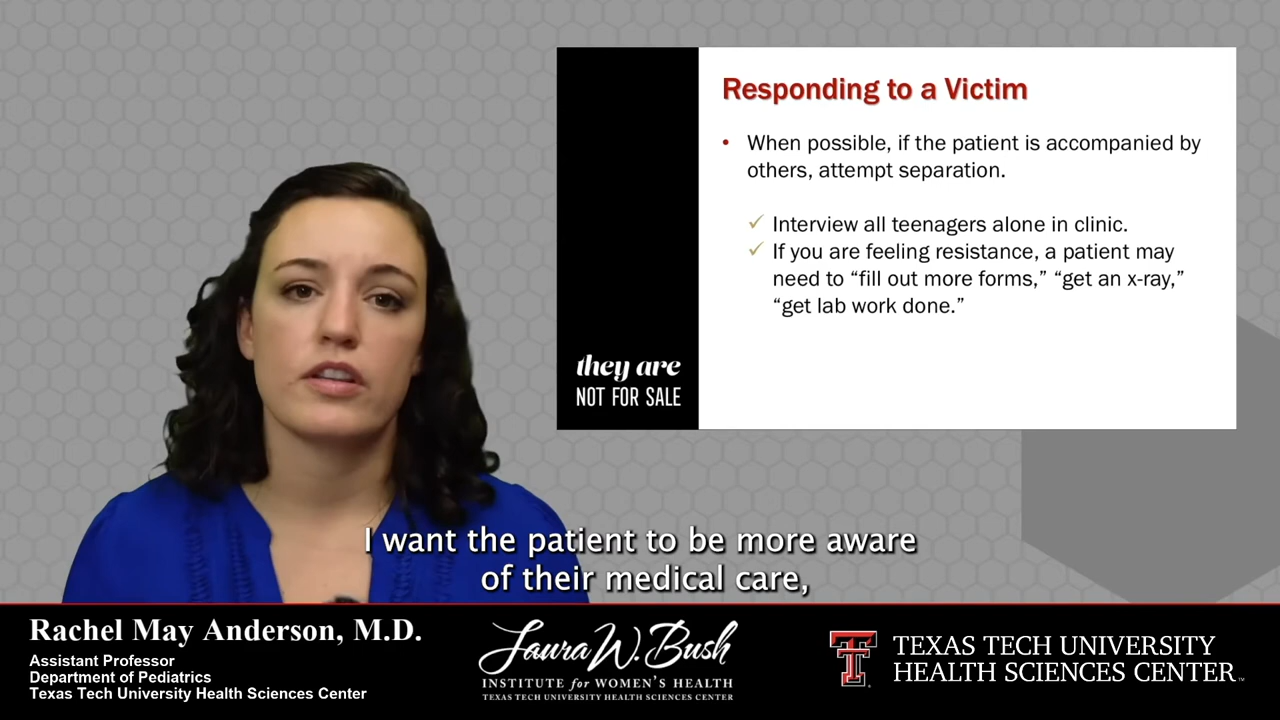 Responding to a Victim
• When possible, if the patient is accompanied by
others, attempt separation.
✓ Interview all teenagers alone in clinic.
✓ If you are feeling resistance, a patient may
need to “fill out more forms,” “get an x-ray,”
“get lab work done.”
they are
NOT FOR SALE
I want the patient to be more aware
of their medical care,
Rachel May Anderson, M.D.
Assistant Professor
Department of Pediatrics
Texas Tech University Health Sciences Center
Laura W. Bush
INSTITUTE for WOMEN'S HEALTH
TEXAS TECH UNIVERSITY HEALTH SCIENCES CENTER
TEXAS TECH UNIVERSITY
HEALTH SCIENCES CENTER™